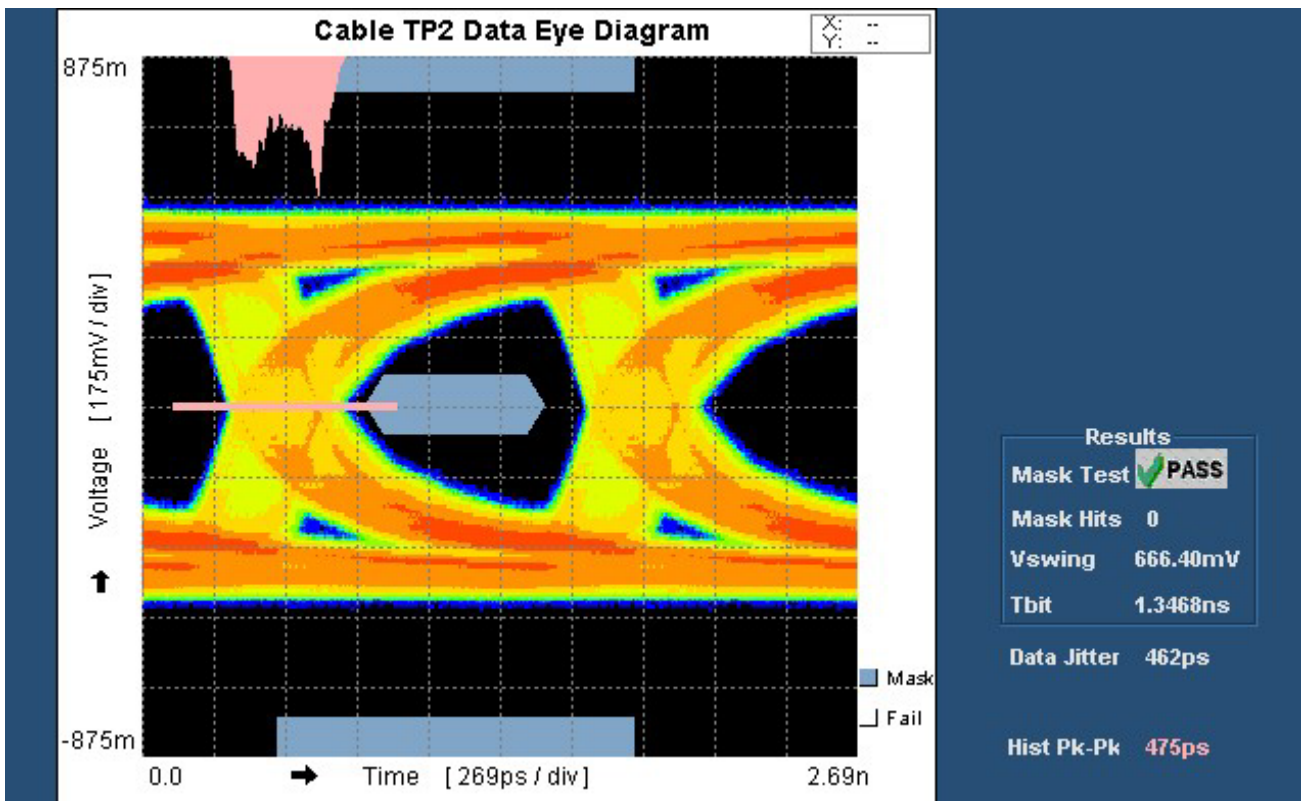 Cable TP2 Data Eye Diagram
X: --
Y: --
875m
Voltage [175mV / div]
-875m
0.0
Time [269ps / div]
2.69n
Mask
Fail
Results
Mask Test PASS
Mask Hits 0
Vswing 666.40mV
Tbit 1.3468ns
Data Jitter 462ps
Hist Pk-Pk 475ps